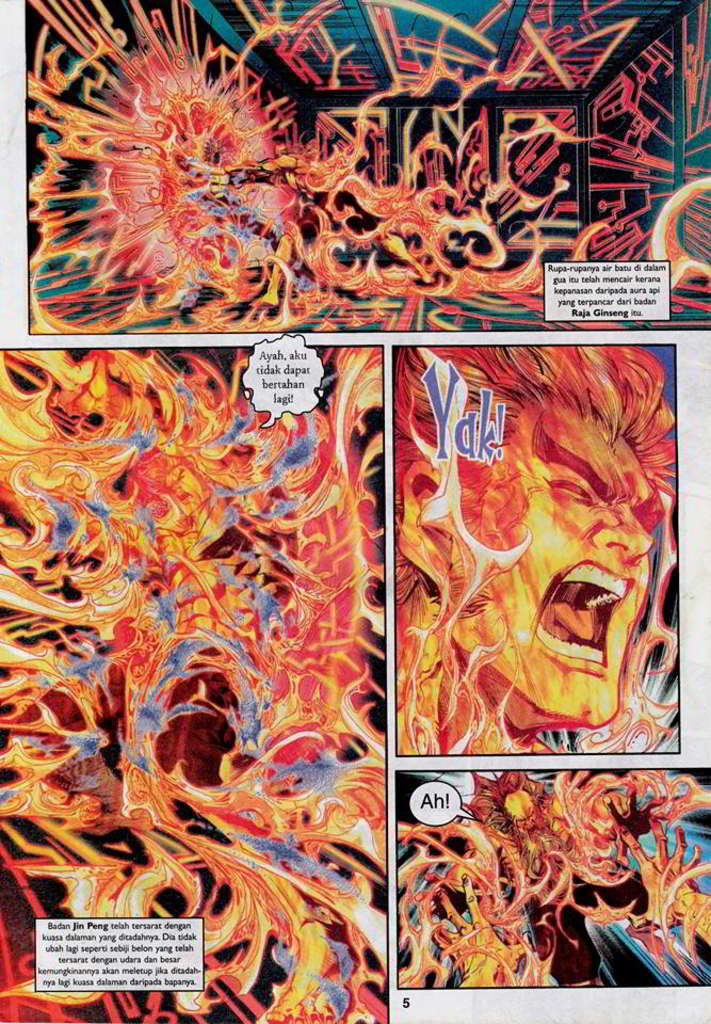 Rupa-rupanya air batu di dalam
gua itu telah mencair kerana
kepanasan daripada aura api
yang terpancar dari badan
Raja Ginseng itu.
Ayah, aku
tidak dapat
bertahan
lagi!
Yak!
Badan Jin Peng telah tersarat dengan
kuasa dalaman yang ditadahnya. Dia tidak
ubah lagi seperti sebiji belon yang telah
tersarat dengan udara dan besar
kemungkinannya akan meletup jika ditadah-
nya lagi kuasa dalaman daripada bapanya.
Ah!
5